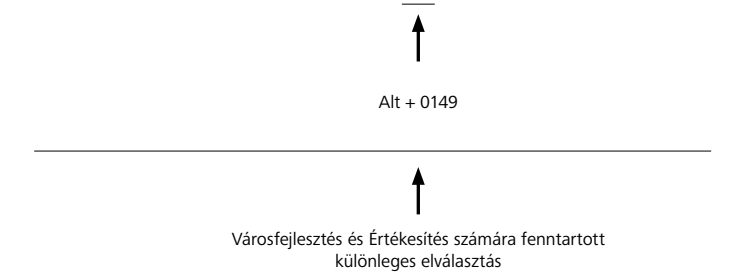 Alt + 0149
Városfejlesztés és Értékesítés számára fenntartott
különleges elválasztás